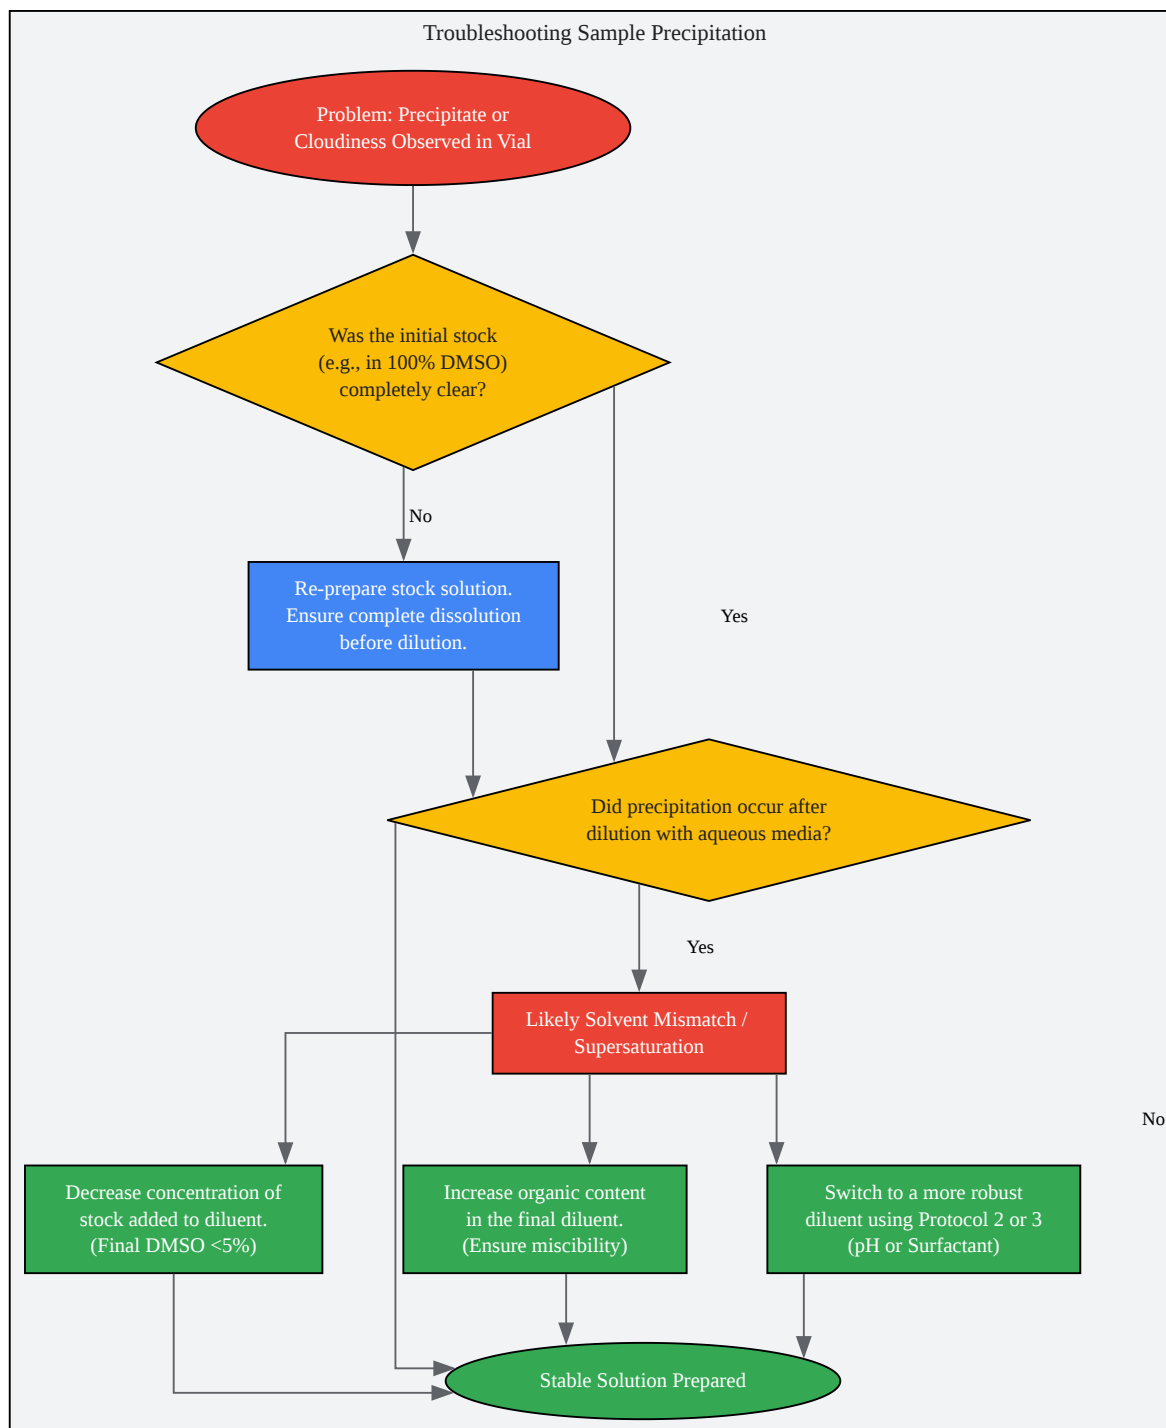 Troubleshooting Sample Precipitation
Problem: Precipitate or
Cloudiness Observed in Vial
Was the initial stock
(e.g., in 100% DMSO)
completely clear?
No
Re-prepare stock solution.
Ensure complete dissolution
before dilution.
Yes
Did precipitation occur after
dilution with aqueous media?
Yes
Likely Solvent Mismatch /
Supersaturation
No
Decrease concentration of
stock added to diluent.
(Final DMSO <5%)
Increase organic content
in the final diluent.
(Ensure miscibility)
Switch to a more robust
diluent using Protocol 2 or 3
(pH or Surfactant)
Stable Solution Prepared